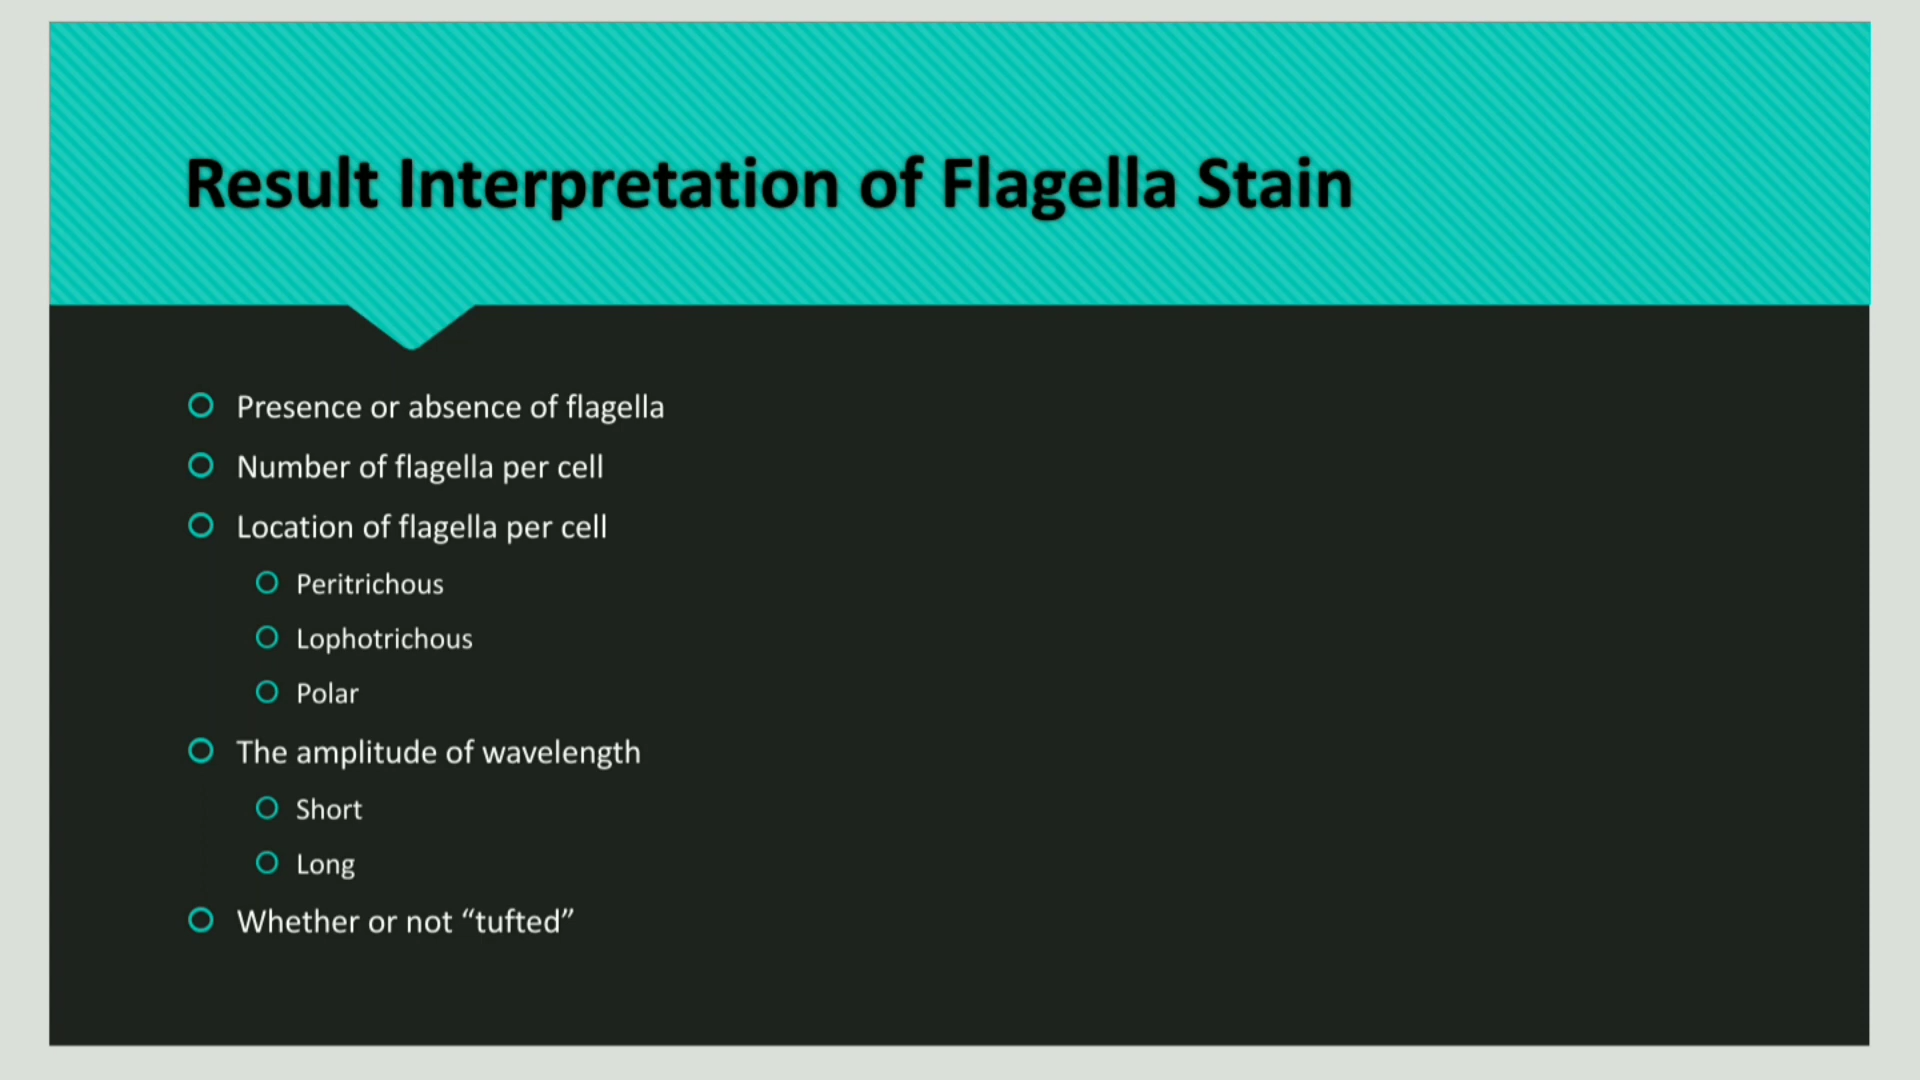 Result Interpretation of Flagella Stain
Presence or absence of flagella
Number of flagella per cell
Location of flagella per cell
Peritrichous
Lophotrichous
Polar
The amplitude of wavelength
Short
Long
Whether or not “tufted”